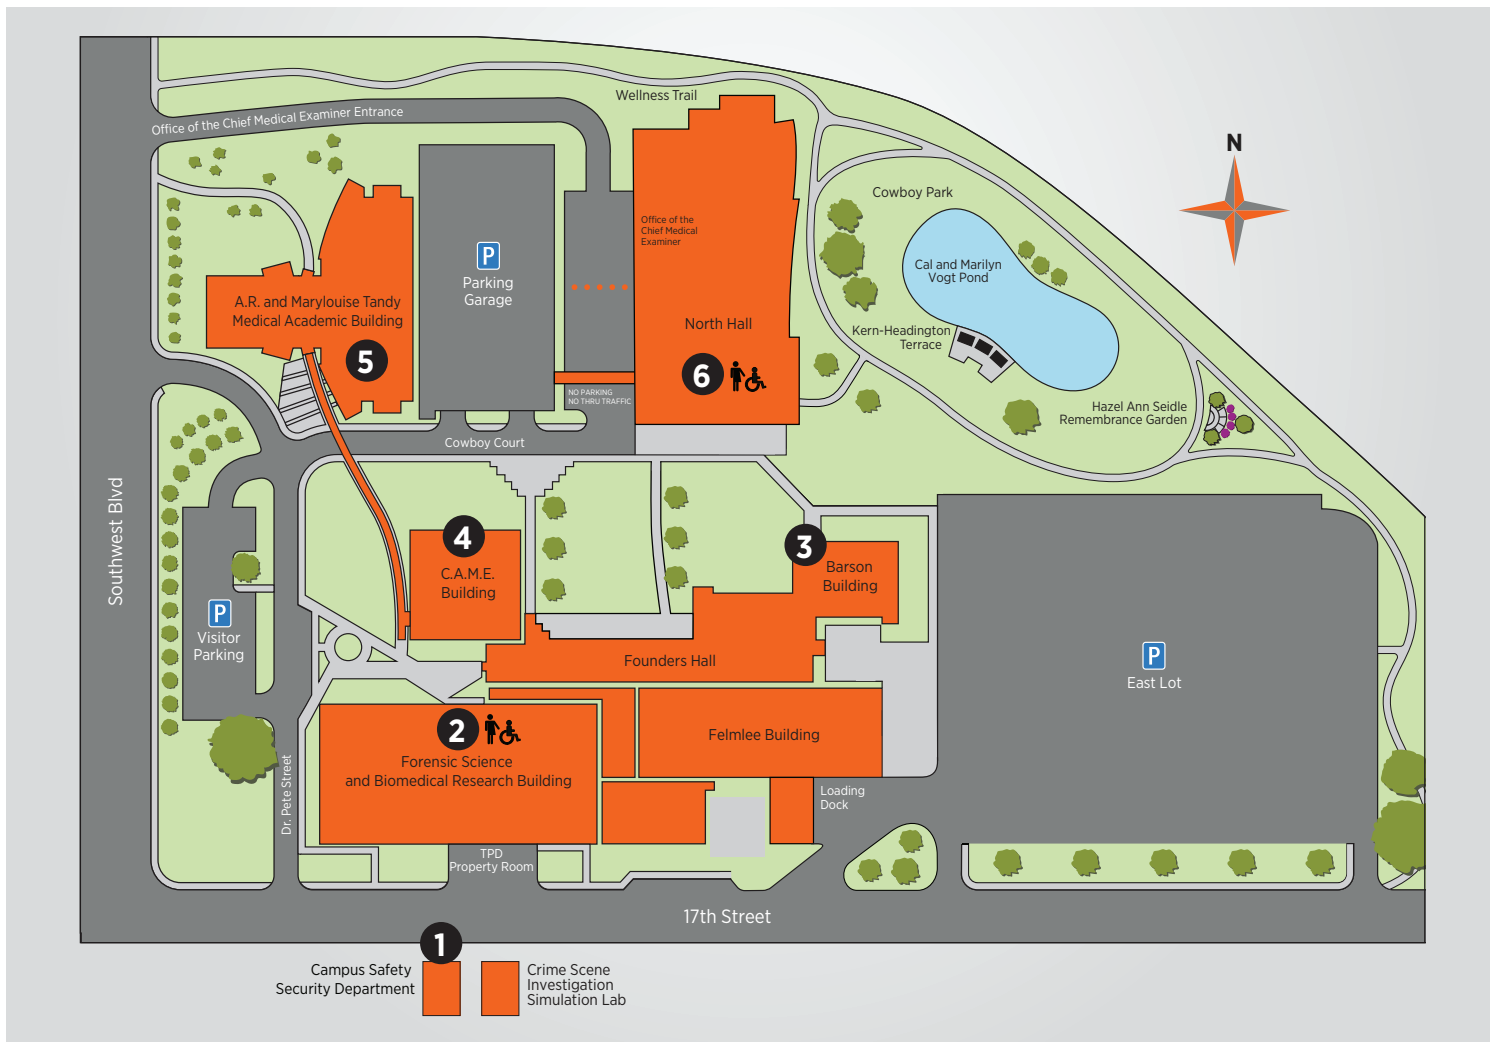 Wellness Trail
Office of the Chief Medical Examiner Entrance
N
Cowboy Park
Office of the
Chief Medical
Examiner
P
Parking
Garage
Cal and Marilyn
Vogt Pond
A.R. and Marylouise Tandy
Medical Academic Building
5
North Hall
6
Kern-Headington
Terrace
NO PARKING
NO THRU TRAFFIC
Hazel Ann Seidle
Remembrance Garden
Cowboy Court
Southwest Blvd
4
C.A.M.E.
Building
3
Barson
Building
P
Visitor
Parking
Founders Hall
P
East Lot
2
Forensic Science
and Biomedical Research Building
Felmlee Building
Dr. Pete Street
Loading
Dock
TPD
Property Room
17th Street
1
Campus Safety
Security Department
Crime Scene
Investigation
Simulation Lab